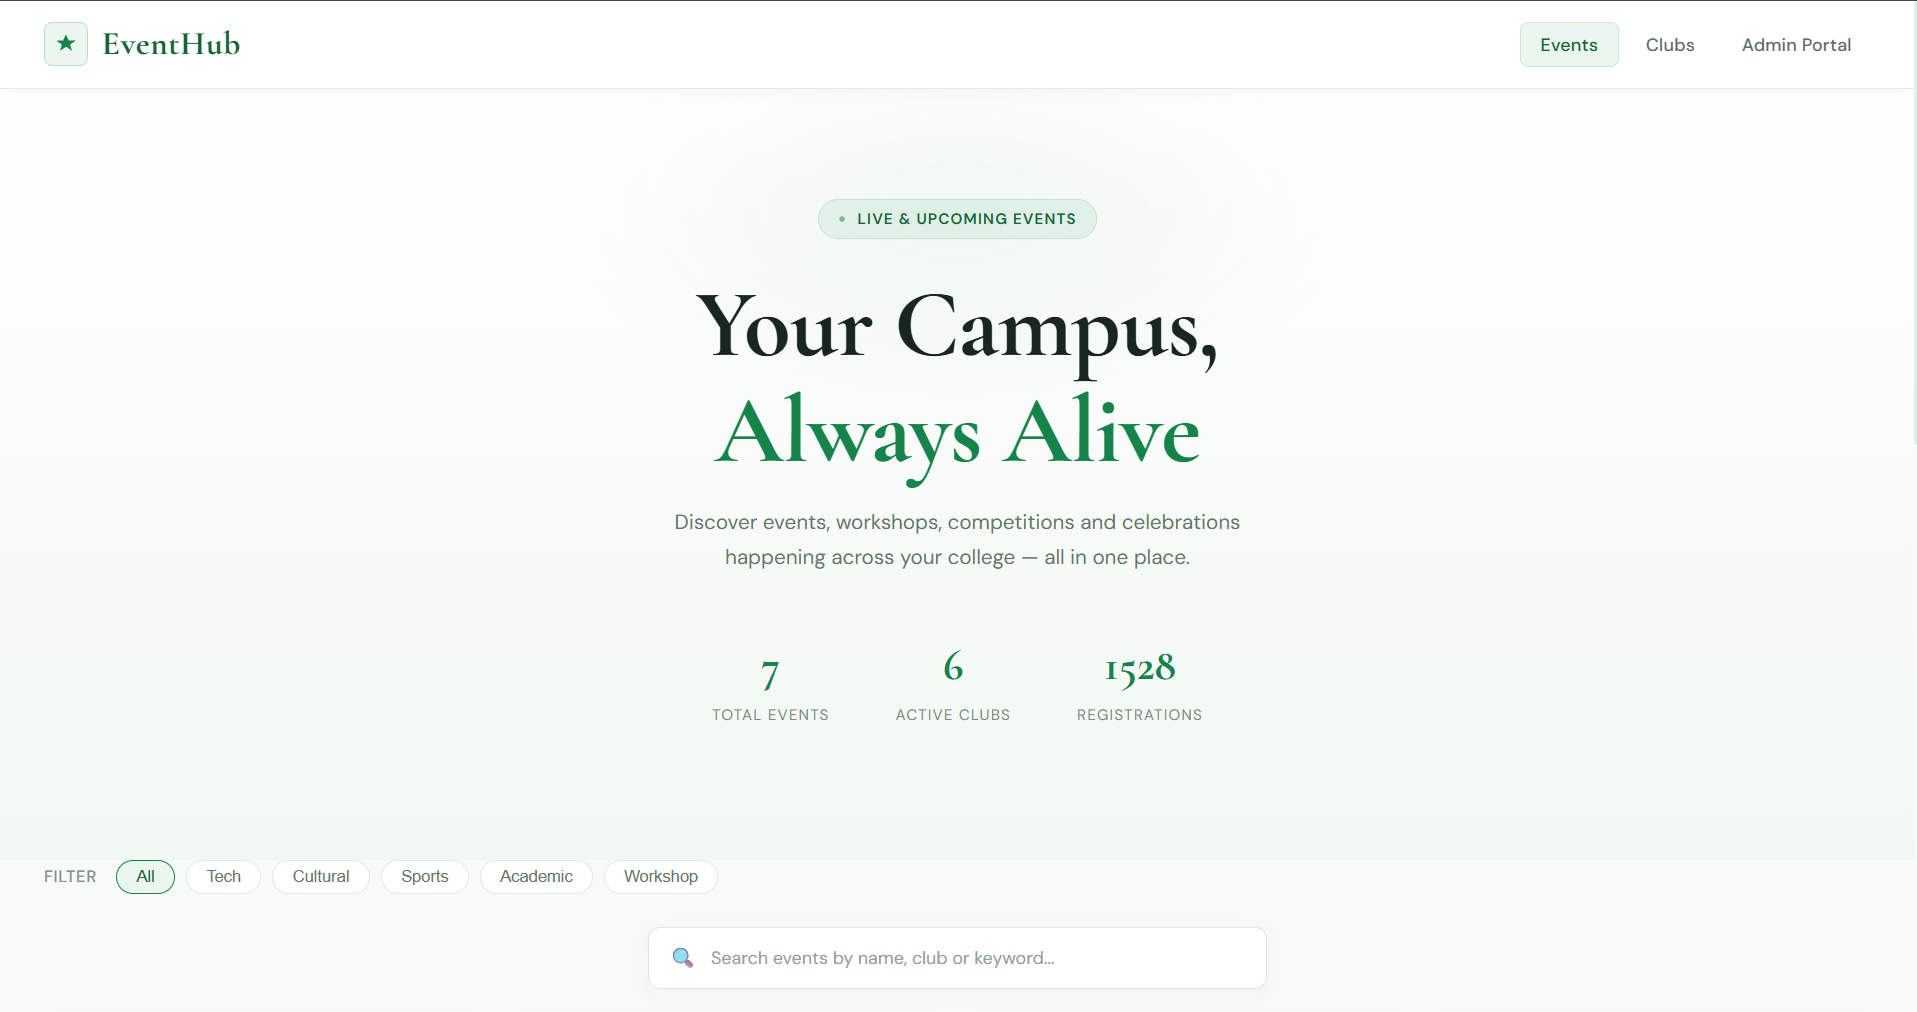 EventHub
Events
Clubs
Admin Portal
LIVE & UPCOMING EVENTS
Your Campus,
Always Alive
Discover events, workshops, competitions and celebrations
happening across your college — all in one place.
7
TOTAL EVENTS
6
ACTIVE CLUBS
1528
REGISTRATIONS
FILTER
All
Tech
Cultural
Sports
Academic
Workshop
Search events by name, club or keyword...